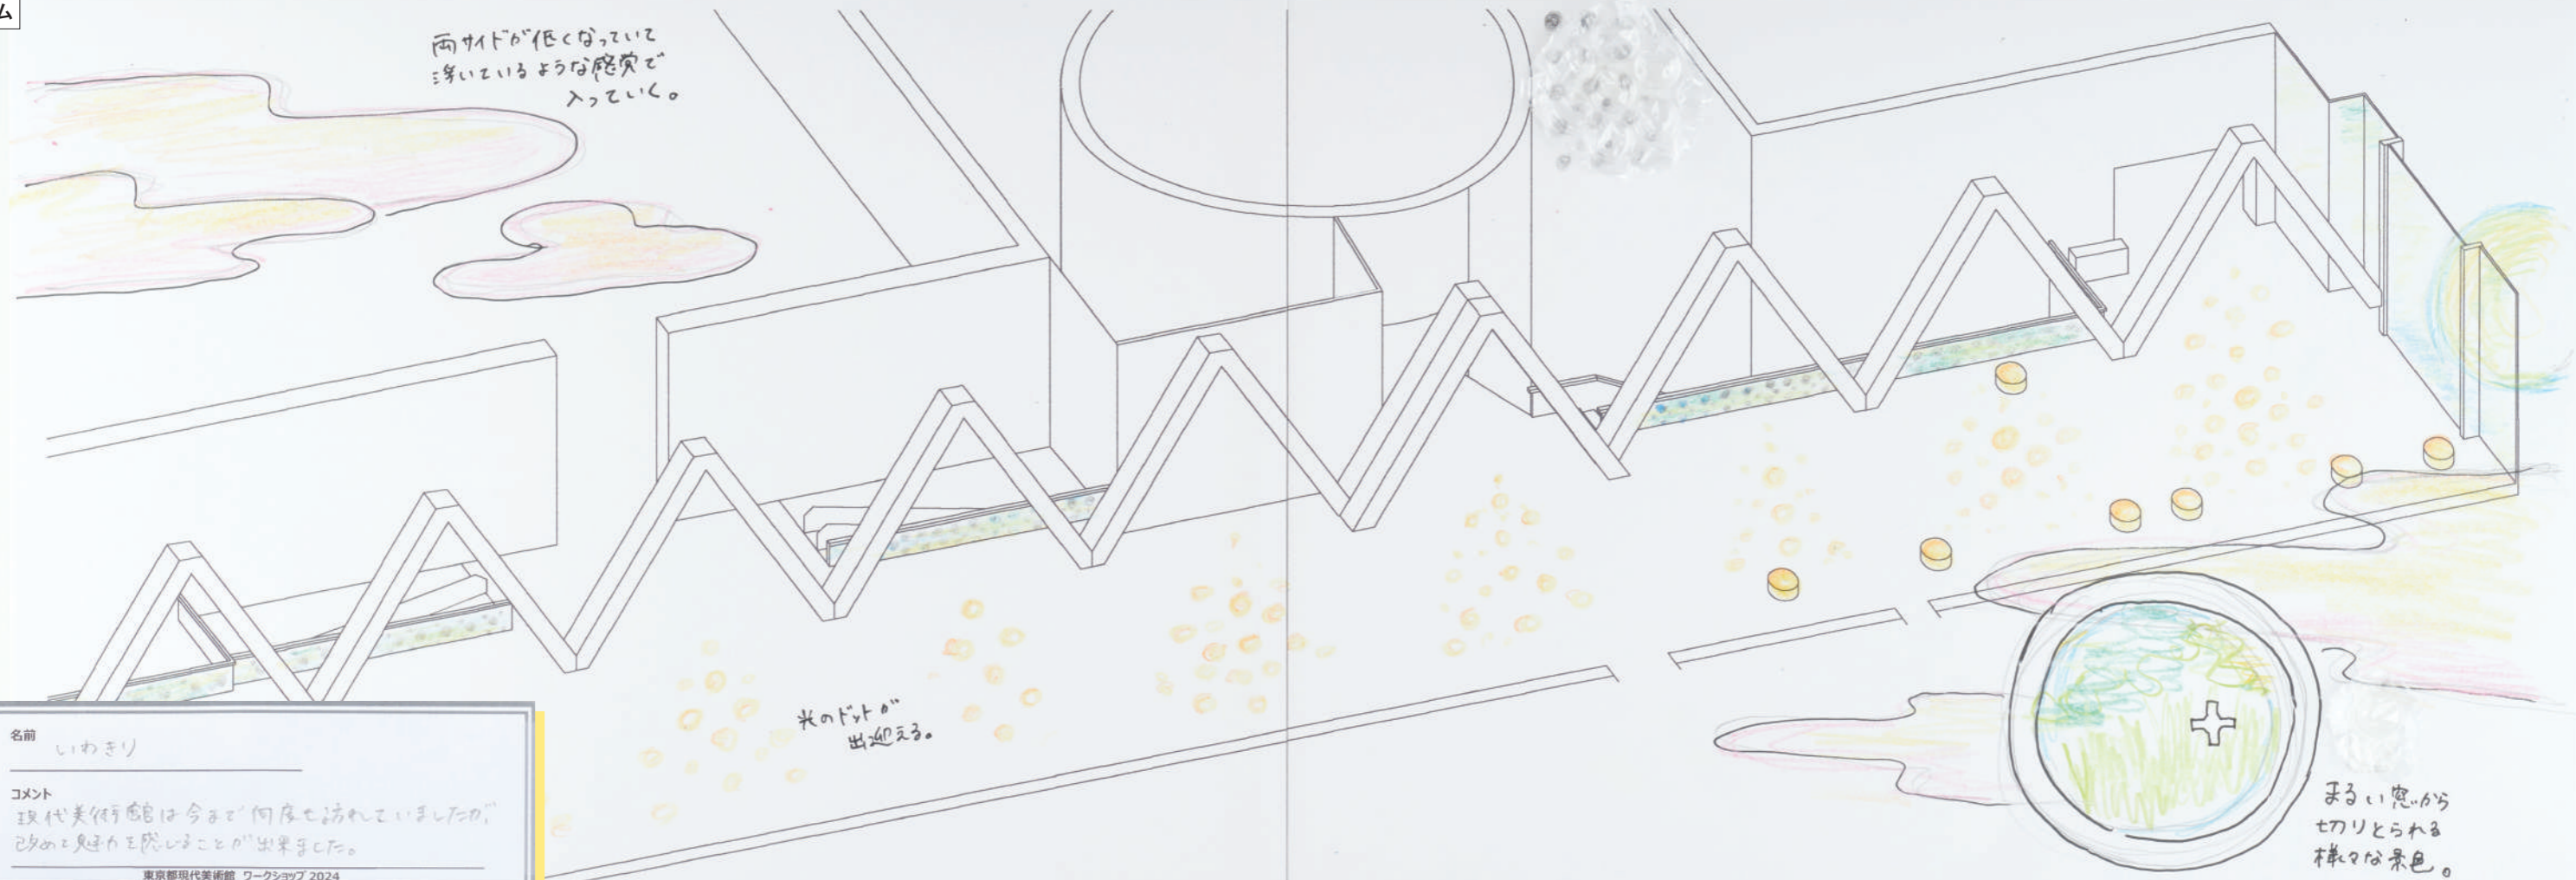 ム
両サイドが低くなっていて
浮いているような感覚で
入っていく。
光のドットが
出迎える。
まるい窓から
切りとられる
様々な景色。
名前
いわきり
コメント
現代美術館は今まで何度も訪れていましたが、
改めて魅力を感じることが出来ました。
東京都現代美術館 ワークショップ 2024